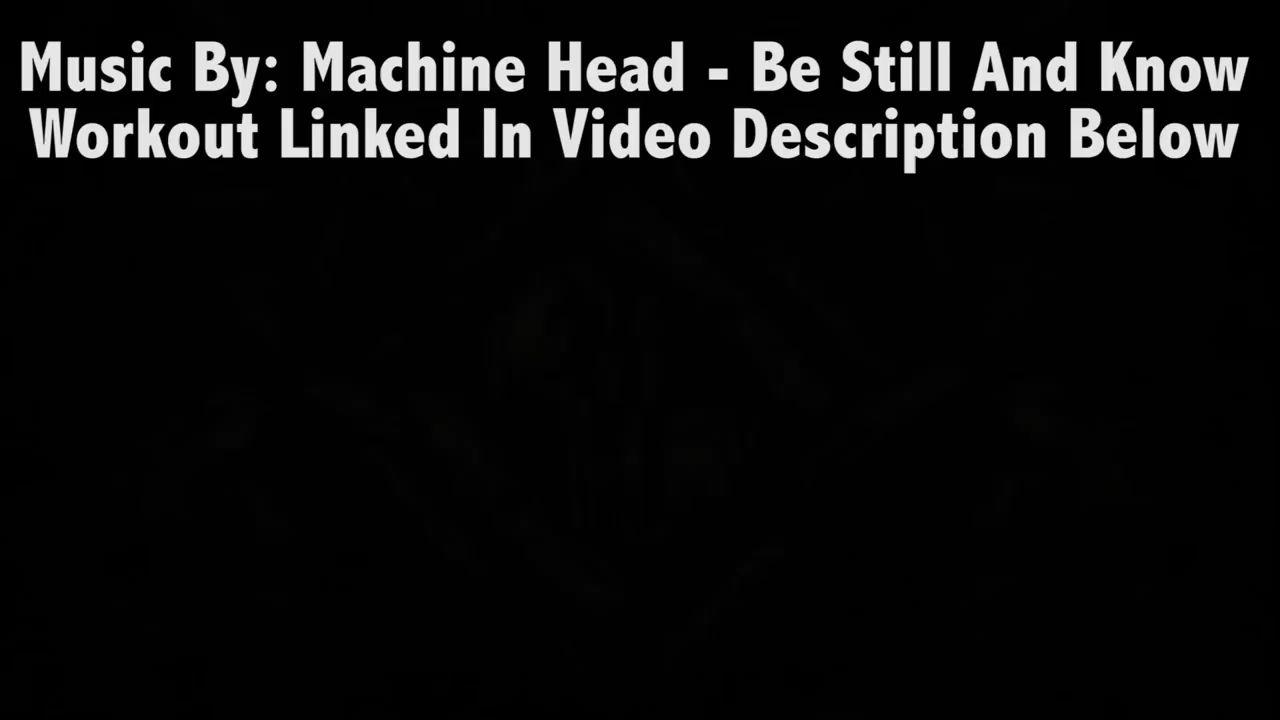 Music By: Machine Head - Be Still And Know
Workout Linked In Video Description Below